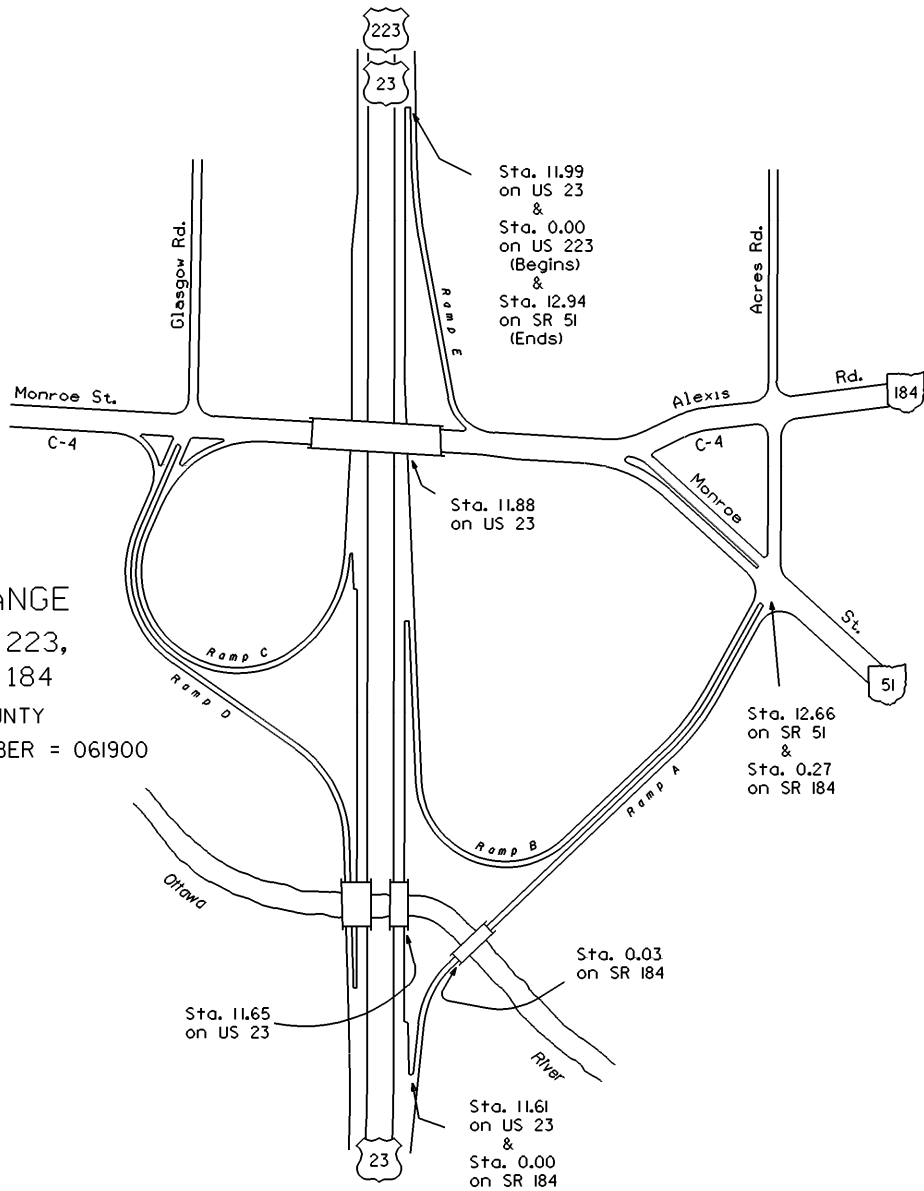 223
23
Sta. 11.99
on US 23
&
Sta. 0.00
on US 223
(Begins)
&
Sta. 12.94
on SR 51
(Ends)
Glasgow Rd.
Acres Rd.
Ramp E
Monroe St.
C-4
Alexis Rd.
184
C-4
Monroe St.
51
Sta. 11.88
on US 23
ANGE
223,
184
UNTY
BER = 061900
Ramp C
Ramp D
Sta. 12.66
on SR 51
&
Sta. 0.27
on SR 184
Ramp A
Ramp B
Ottawa River
Sta. 0.03
on SR 184
Sta. 11.65
on US 23
Sta. 11.61
on US 23
&
Sta. 0.00
on SR 184
23